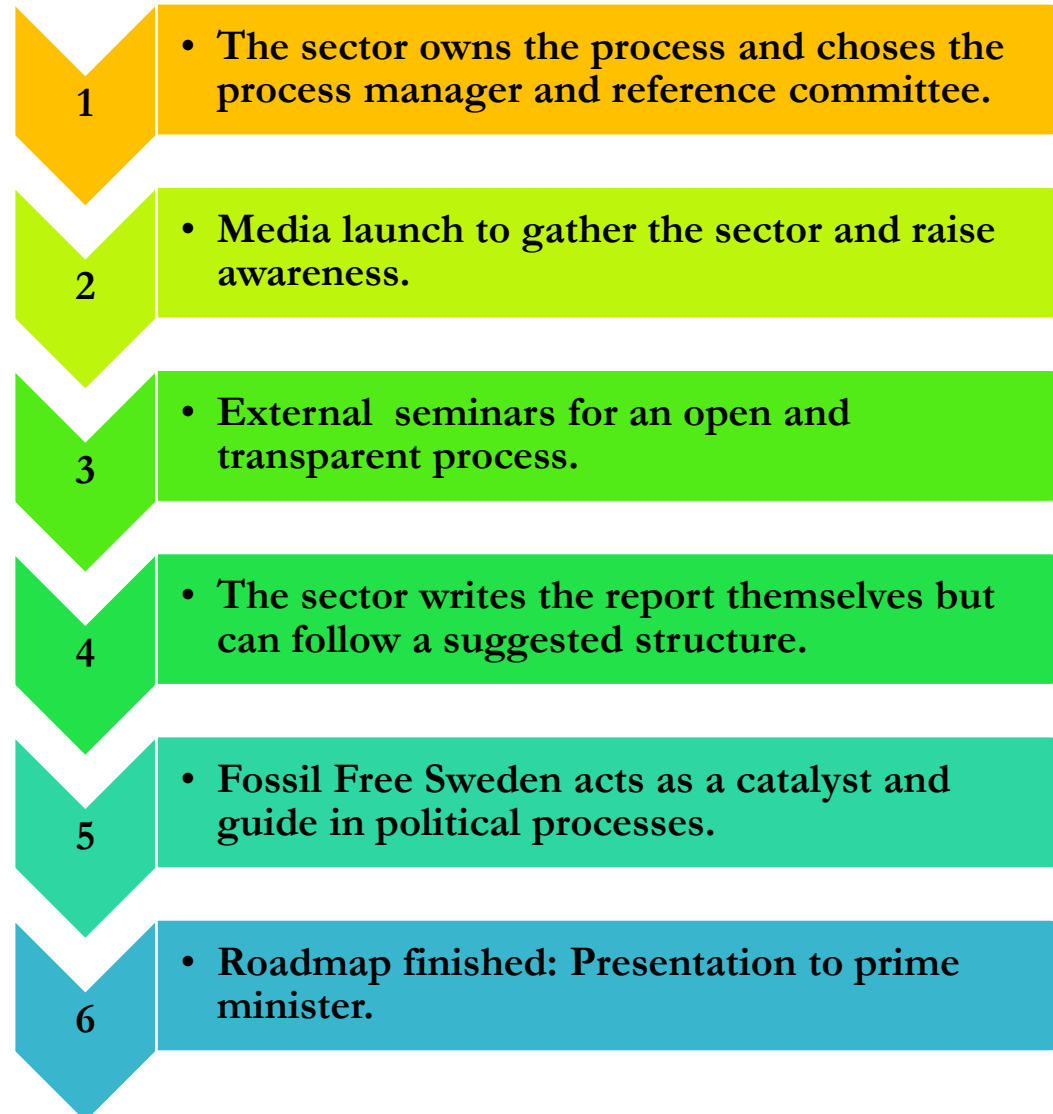 1
• The sector owns the process and choses the
process manager and reference committee.
2
• Media launch to gather the sector and raise
awareness.
3
• External  seminars for an open and
transparent process.
4
• The sector writes the report themselves but
can follow a suggested structure.
5
• Fossil Free Sweden acts as a catalyst and
guide in political processes.
6
• Roadmap finished: Presentation to prime
minister.